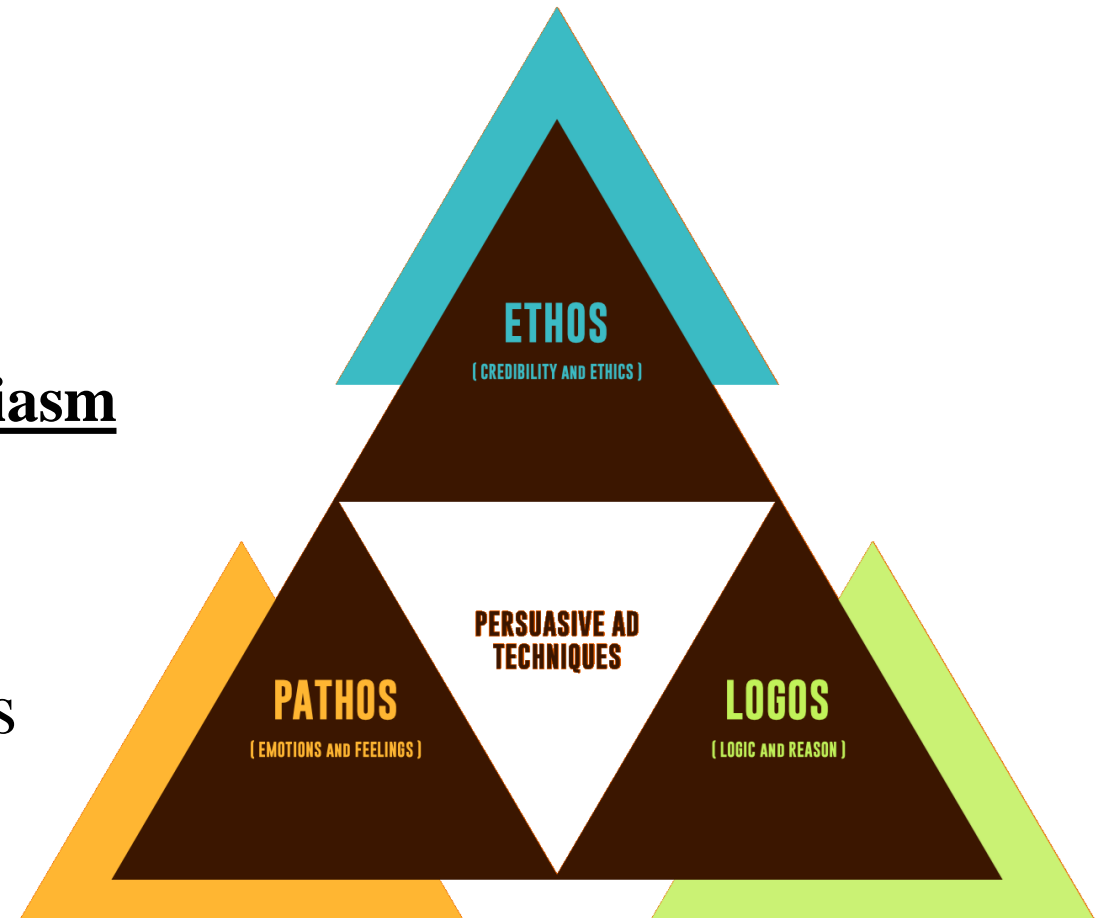 ETHOS
( CREDIBILITY AND ETHICS )
iasm
PERSUASIVE AD
TECHNIQUES
PATHOS
( EMOTIONS AND FEELINGS )
LOGOS
( LOGIC AND REASON )
s